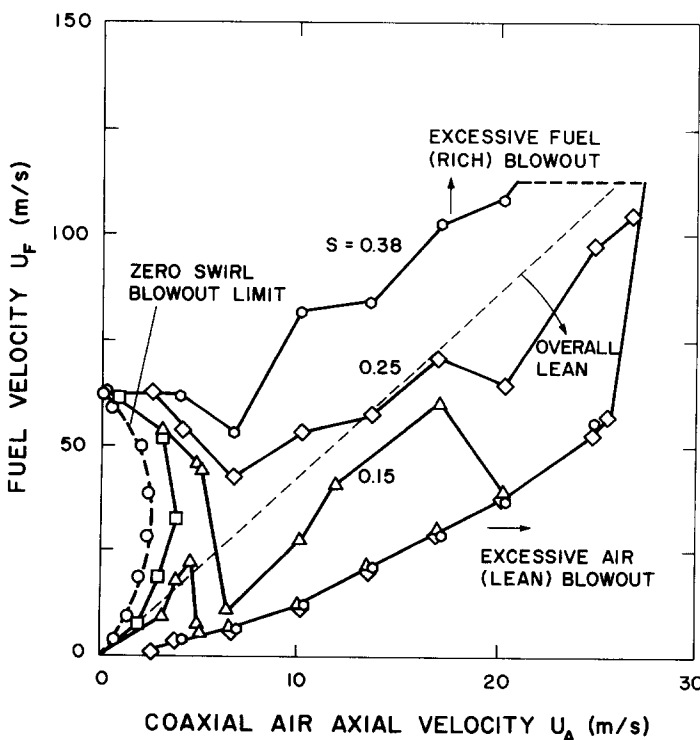 150
100
50
0
0
10
20
30
FUEL VELOCITY U_F (m/s)
COAXIAL AIR AXIAL VELOCITY U_A (m/s)
EXCESSIVE FUEL
(RICH) BLOWOUT
S = 0.38
ZERO SWIRL
BLOWOUT LIMIT
OVERALL
LEAN
0.25
0.15
EXCESSIVE AIR
(LEAN) BLOWOUT